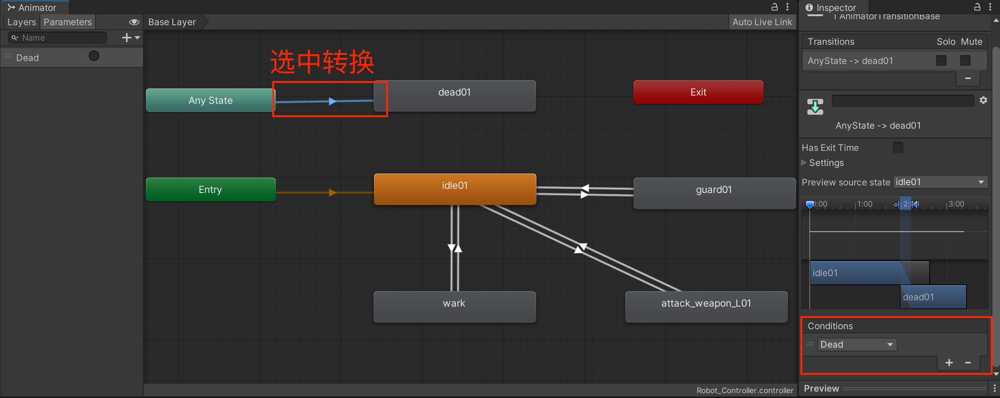 Animator
Inspector
Layers Parameters
Base Layer
Auto Live Link
1 AnimatorTransitionBase
Name
Dead
选中转换
Any State
dead01
Exit
Entry
idle01
guard01
wark
attack_weapon_L01
Robot_Controller.controller
Transitions Solo Mute
AnyState -> dead01
AnyState -> dead01
Has Exit Time
Settings
Preview source state idle01
:00 1:00 2:00 3:00
idle01
dead01
Conditions
Dead
Preview